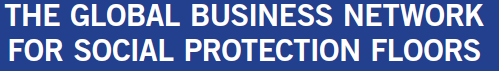 THE GLOBAL BUSINESS NETWORK
FOR SOCIAL PROTECTION FLOORS